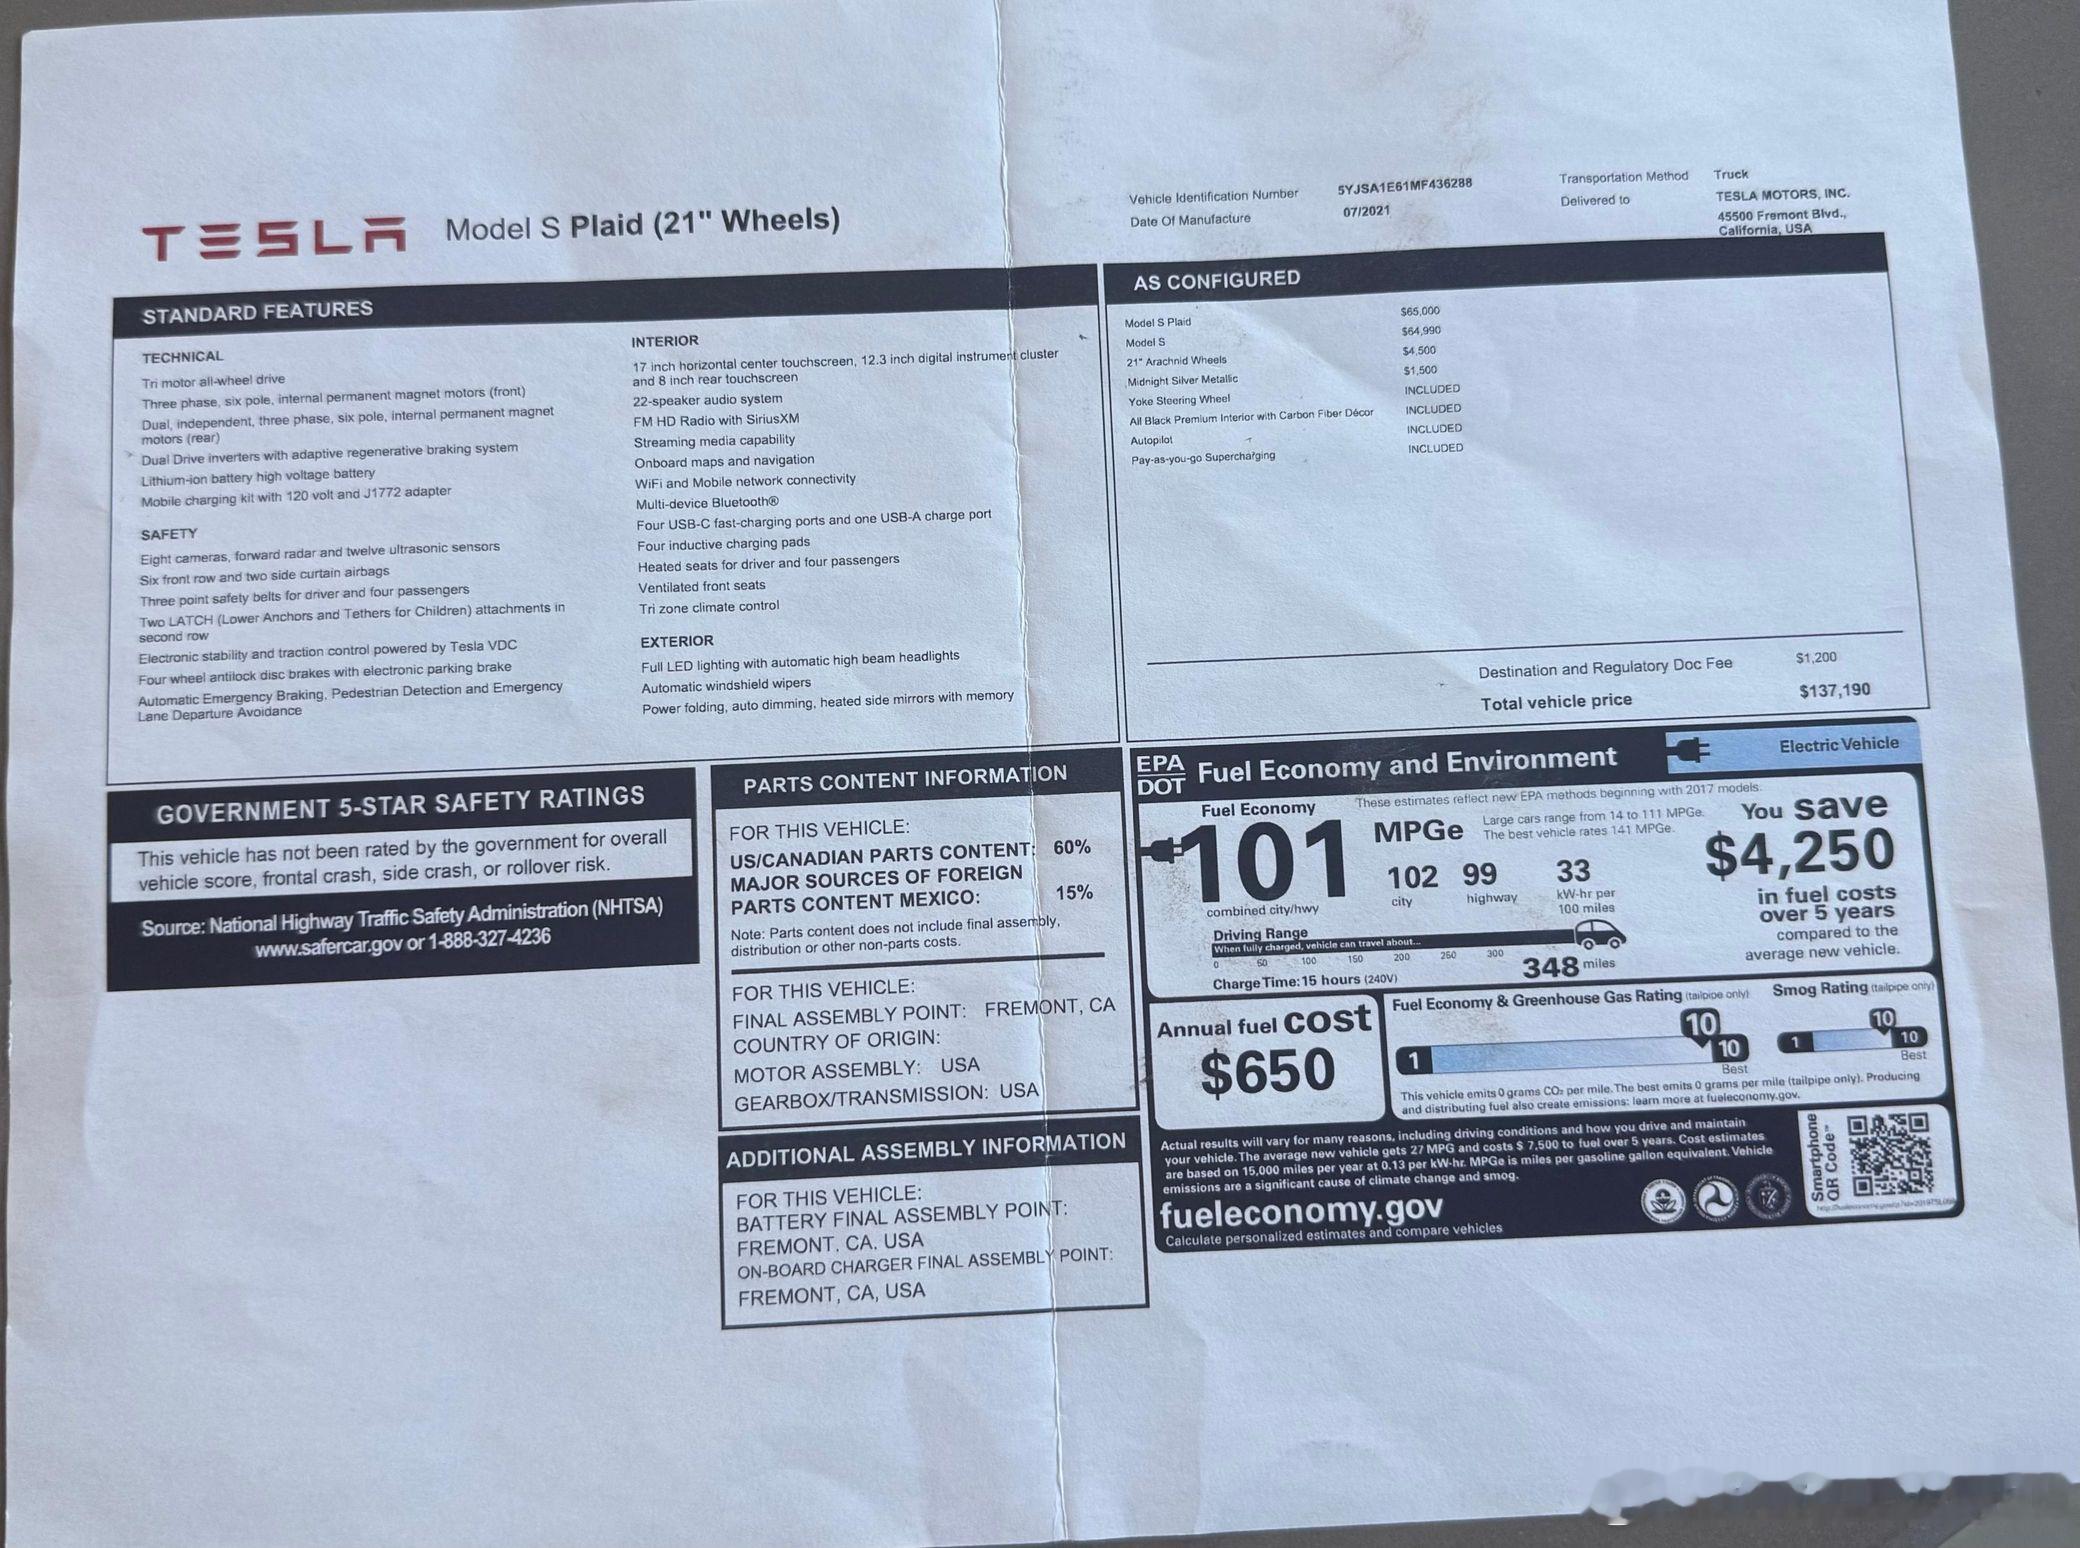 TESLA Model S Plaid (21" Wheels)
Vehicle Identification Number 5YJSA1E61MF436288
Date Of Manufacture 07/2021
Transportation Method Truck
Delivered to TESLA MOTORS, INC.
45500 Fremont Blvd.,
California, USA
STANDARD FEATURES
TECHNICAL
Tri motor all-wheel drive
Three phase, six pole, internal permanent magnet motors (front)
Dual, independent, three phase, six pole, internal permanent magnet
motors (rear)
Dual Drive inverters with adaptive regenerative braking system
Lithium-ion battery high voltage battery
Mobile charging kit with 120 volt and J1772 adapter
SAFETY
Eight cameras, forward radar and twelve ultrasonic sensors
Six front row and two side curtain airbags
Three point safety belts for driver and four passengers
Two LATCH (Lower Anchors and Tethers for Children) attachments in
second row
Electronic stability and traction control powered by Tesla VDC
Four wheel antilock disc brakes with electronic parking brake
Automatic Emergency Braking, Pedestrian Detection and Emergency
Lane Departure Avoidance
INTERIOR
17 inch horizontal center touchscreen, 12.3 inch digital instrument cluster
and 8 inch rear touchscreen
22-speaker audio system
FM HD Radio with SiriusXM
Streaming media capability
Onboard maps and navigation
WiFi and Mobile network connectivity
Multi-device Bluetooth®
Four USB-C fast-charging ports and one USB-A charge port
Four inductive charging pads
Heated seats for driver and four passengers
Ventilated front seats
Tri zone climate control
EXTERIOR
Full LED lighting with automatic high beam headlights
Automatic windshield wipers
Power folding, auto dimming, heated side mirrors with memory
AS CONFIGURED
Model S Plaid $65,000
Model S $64,990
21" Arachnid Wheels $4,500
Midnight Silver Metallic $1,500
Yoke Steering Wheel INCLUDED
All Black Premium Interior with Carbon Fiber Décor INCLUDED
Autopilot INCLUDED
Pay-as-you-go Supercharging INCLUDED
Destination and Regulatory Doc Fee $1,200
Total vehicle price $137,190
GOVERNMENT 5-STAR SAFETY RATINGS
This vehicle has not been rated by the government for overall
vehicle score, frontal crash, side crash, or rollover risk.
Source: National Highway Traffic Safety Administration (NHTSA)
www.safercar.gov or 1-888-327-4236
PARTS CONTENT INFORMATION
FOR THIS VEHICLE:
US/CANADIAN PARTS CONTENT: 60%
MAJOR SOURCES OF FOREIGN
PARTS CONTENT MEXICO: 15%
Note: Parts content does not include final assembly,
distribution or other non-parts costs.
FOR THIS VEHICLE:
FINAL ASSEMBLY POINT: FREMONT, CA
COUNTRY OF ORIGIN:
MOTOR ASSEMBLY: USA
GEARBOX/TRANSMISSION: USA
ADDITIONAL ASSEMBLY INFORMATION
FOR THIS VEHICLE:
BATTERY FINAL ASSEMBLY POINT:
FREMONT, CA, USA
ON-BOARD CHARGER FINAL ASSEMBLY POINT:
FREMONT, CA, USA
EPA
DOT
Fuel Economy and Environment
Electric Vehicle
Fuel Economy
These estimates reflect new EPA methods beginning with 2017 models.
101 MPGe
combined city/hwy
Large cars range from 14 to 111 MPGe.
The best vehicle rates 141 MPGe.
102 99 33
city highway kW-hr per
100 miles
Driving Range
When fully charged, vehicle can travel about...
0 50 100 150 200 250 300 348 miles
Charge Time: 15 hours (240V)
You save
$4,250
in fuel costs
over 5 years
compared to the
average new vehicle.
Annual fuel cost
$650
Fuel Economy & Greenhouse Gas Rating (tailpipe only)
10
1 10
Best
Smog Rating (tailpipe only)
10
1 10
Best
This vehicle emits 0 grams CO₂ per mile. The best emits 0 grams per mile (tailpipe only). Producing
and distributing fuel also create emissions: learn more at fueleconomy.gov.
Actual results will vary for many reasons, including driving conditions and how you drive and maintain
your vehicle. The average new vehicle gets 27 MPG and costs $ 7,500 to fuel over 5 years. Cost estimates
are based on 15,000 miles per year at 0.13 per kW-hr. MPGe is miles per gasoline gallon equivalent. Vehicle
emissions are a significant cause of climate change and smog.
fueleconomy.gov
Calculate personalized estimates and compare vehicles
Smartphone
QR Code™